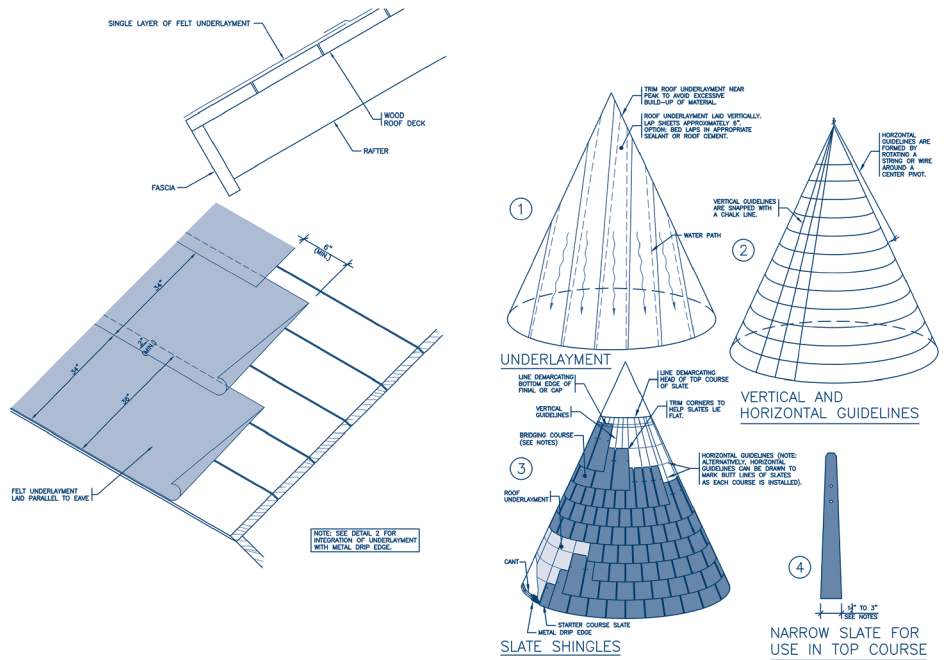 SINGLE LAYER OF FELT UNDERLAYMENT
WOOD
ROOF DECK
RAFTER
FASCIA
6"
(MIN.)
34"
2"
(MIN.)
34"
36"
FELT UNDERLAYMENT
LAID PARALLEL TO EAVE
NOTE: SEE DETAIL 2 FOR
INTEGRATION OF UNDERLAYMENT
WITH METAL DRIP EDGE.
TRIM ROOF UNDERLAYMENT NEAR
PEAK TO AVOID EXCESSIVE
BUILD-UP OF MATERIAL.
ROOF UNDERLAYMENT LAID VERTICALLY.
LAP SHEETS APPROXIMATELY 6".
OPTION: BED LAPS IN APPROPRIATE
SEALANT OR ROOF CEMENT.
1
WATER PATH
UNDERLAYMENT
HORZONTAL
GUIDELINES ARE
FORMED BY
ROTATING A
STRING OR WIRE
AROUND A
CENTER PIVOT.
VERTICAL GUIDELINES
ARE SNAPPED WITH
A CHALK LINE.
2
VERTICAL AND
HORIZONTAL GUIDELINES
LINE DEMARCATING
BOTTOM EDGE OF
FINIAL OR CAP
LINE DEMARCATING
HEAD OF TOP COURSE
OF SLATE
VERTICAL
GUIDELINES
TRIM CORNERS TO
HELP SLATES LIE
FLAT.
BRIDGING COURSE
(SEE NOTES)
3
HORIZONTAL GUIDELINES (NOTE:
ALTERNATIVELY, HORIZONTAL
GUIDELINES CAN BE DRAWN TO
MARK BUTT LINES OF SLATES
AS EACH COURSE IS INSTALLED).
ROOF
UNDERLAYMENT
CANT
STARTER COURSE SLATE
METAL DRIP EDGE
SLATE SHINGLES
4
TO 3"
SEE NOTES
NARROW SLATE FOR
USE IN TOP COURSE